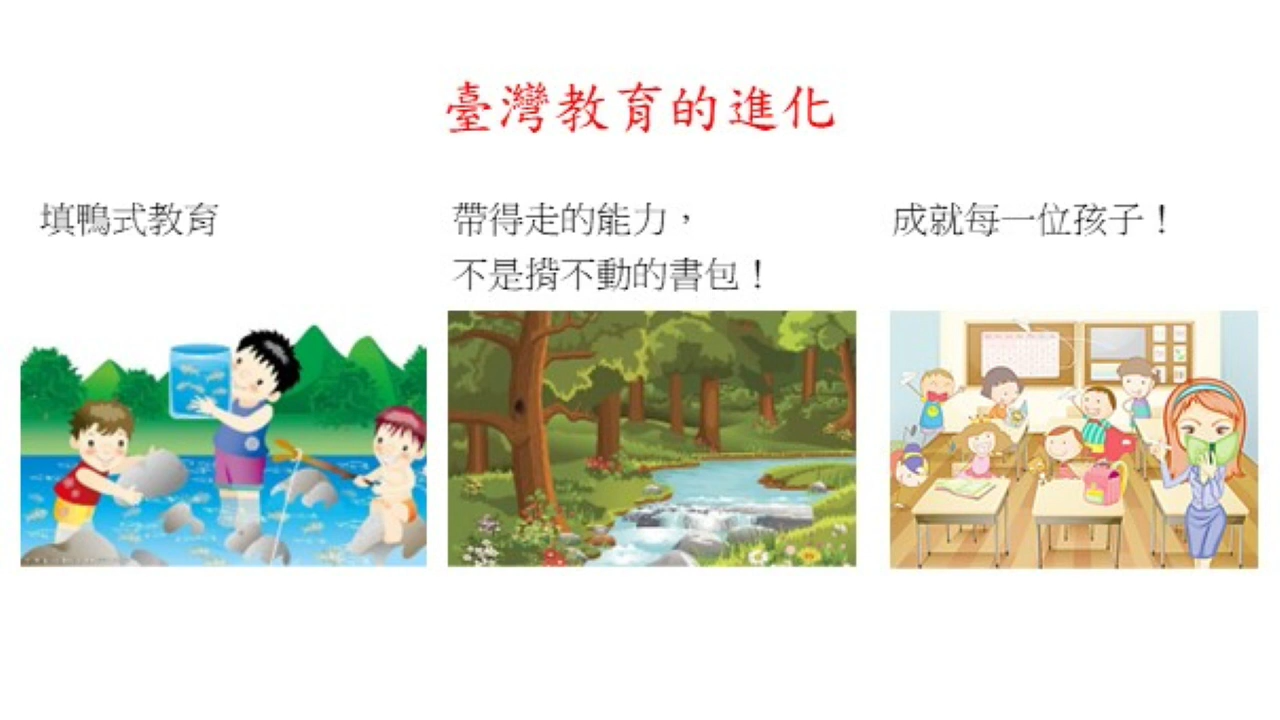 臺灣教育的進化
填鴨式教育
帶得走的能力，
不是揹不動的書包！
成就每一位孩子！